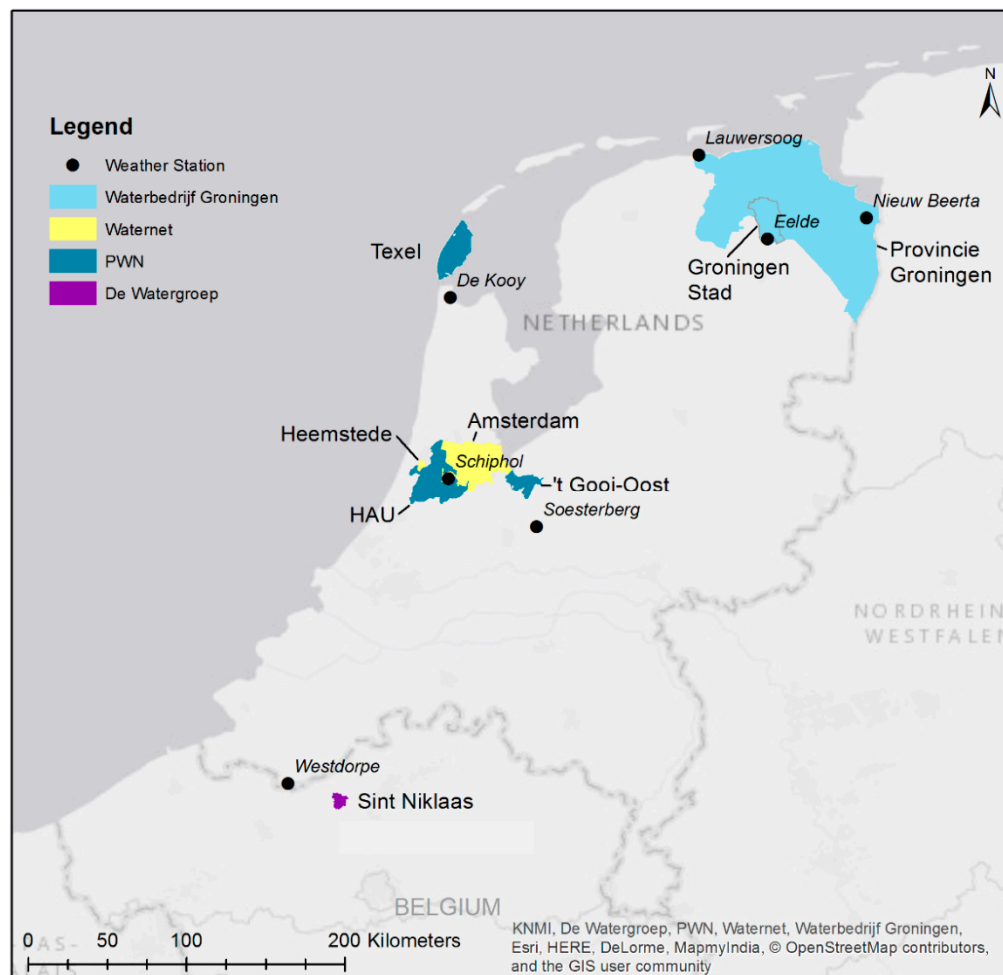 N
Legend
Weather Station
Waterbedrijf Groningen
Waternet
PWN
De Watergroep
Lauwersoog
Nieuw Beerta
Eelde
Texel
Groningen
Stad
Provincie
Groningen
De Kooy
NETHERLANDS
Amsterdam
Heemstede
Schiphol
't Gooi-Oost
HAU
Soesterberg
NORDRHEIN
WESTFALEN
Westdorpe
Sint Niklaas
BELGIUM
0 50 100 200 Kilometers
KNMI, De Watergroep, PWN, Waternet, Waterbedrijf Groningen,
Esri, HERE, DeLorme, MapmyIndia, © OpenStreetMap contributors,
and the GIS user community